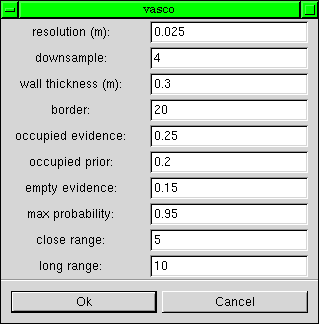 vasco
resolution (m): 0.025
downsample: 4
wall thickness (m): 0.3
border: 20
occupied evidence: 0.25
occupied prior: 0.2
empty evidence: 0.15
max probability: 0.95
close range: 5
long range: 10
Ok Cancel